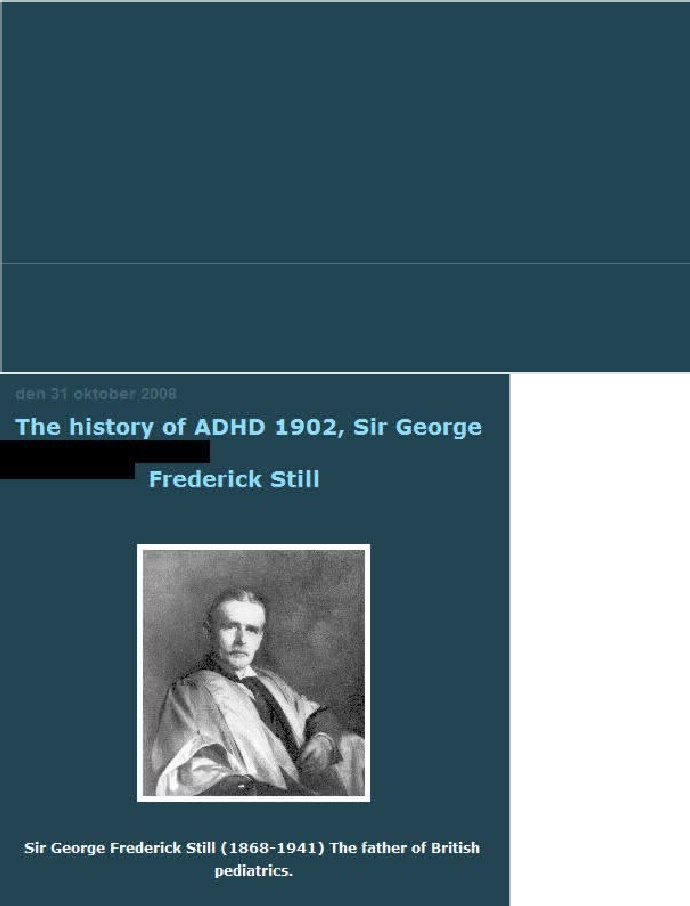 den 31 oktober 2008
The history of ADHD 1902, Sir George
Frederick Still
Sir George Frederick Still (1868-1941) The father of British
pediatrics.